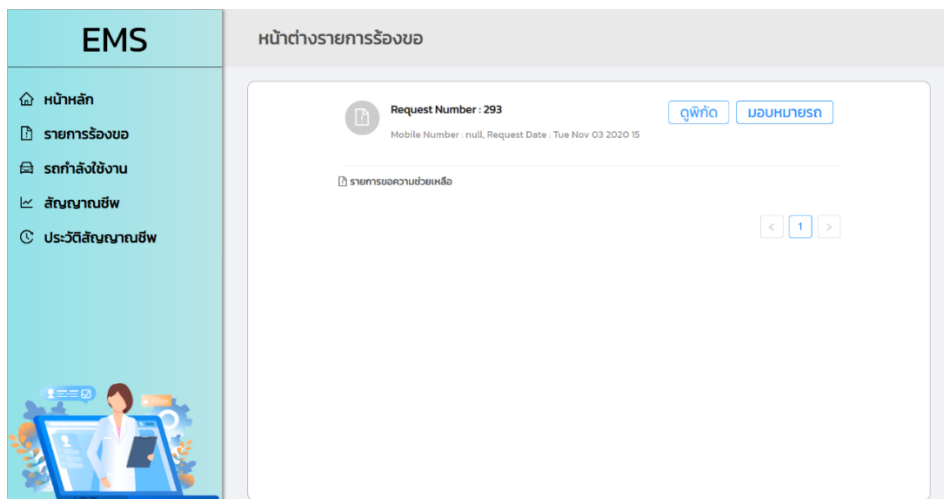 EMS
หน้าหลัก
รายการร้องขอ
รถกำลังใช้งาน
สัญญาณชีพ
ประวัติสัญญาณชีพ
หน้าต่างรายการร้องขอ
Request Number : 293
ดูพิกัด
มอบหมายรถ
Mobile Number : null, Request Date : Tue Nov 03 2020 15
รายการขอความช่วยเหลือ
< 1 >